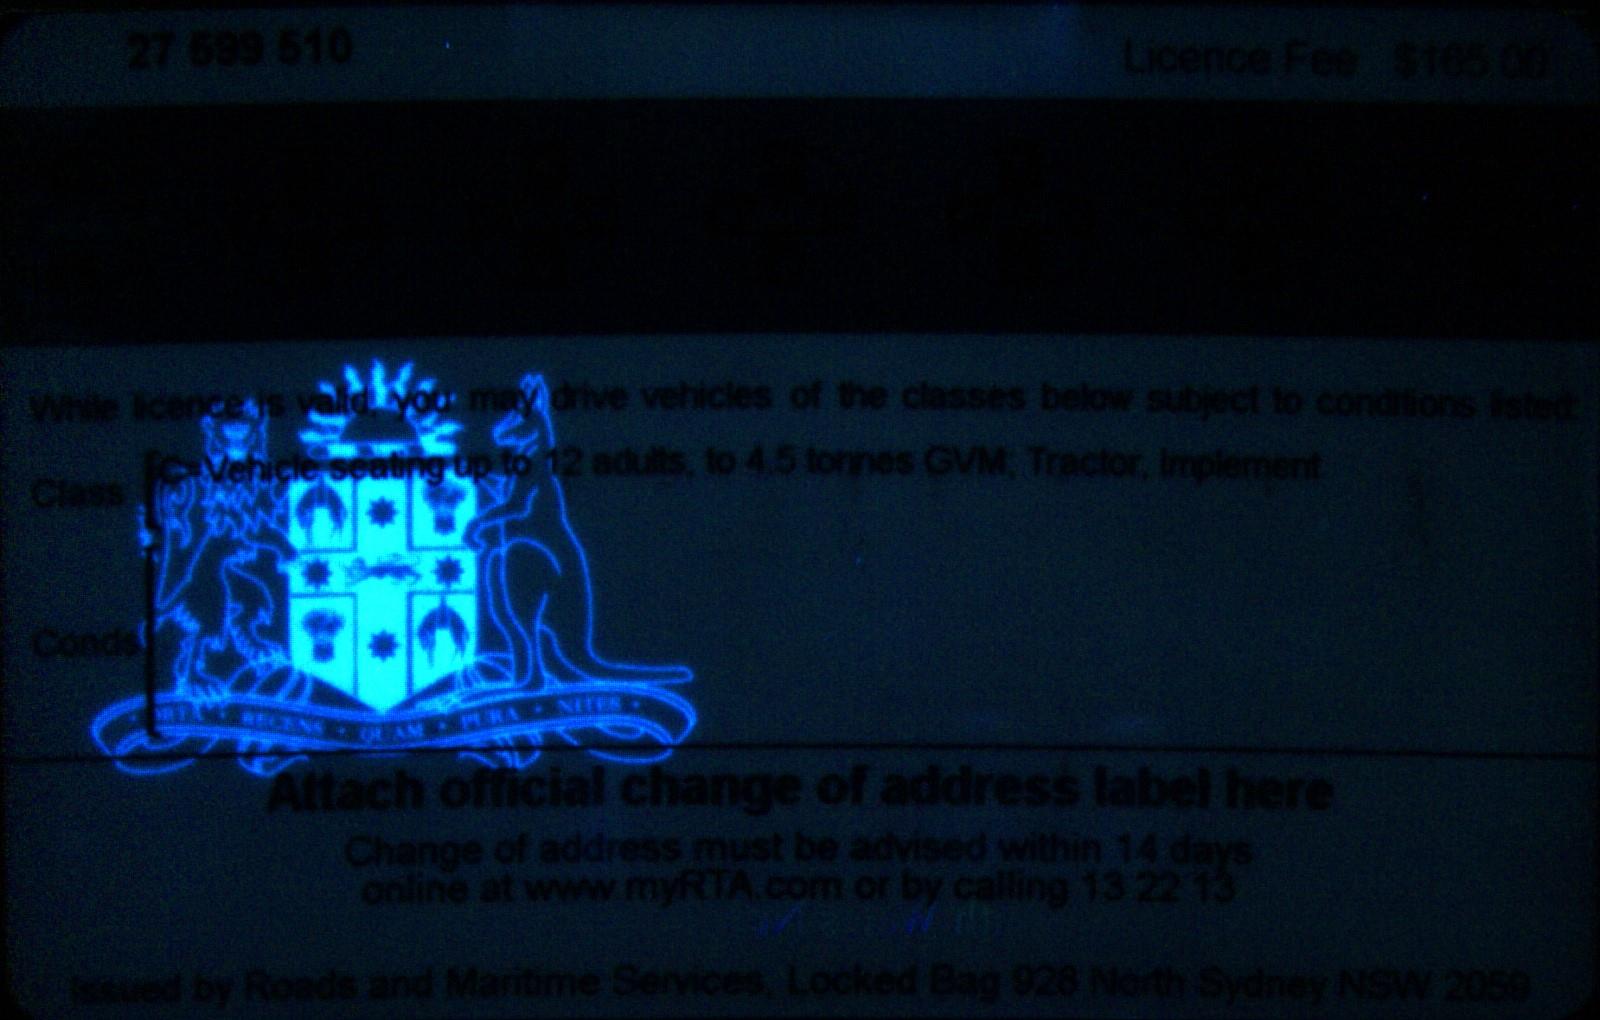 27 599 510
Licence Fee $165.00
While licence is valid, you may drive vehicles of the classes below subject to conditions listed:
C=Vehicle seating up to 12 adults, to 4.5 tonnes GVM; Tractor, Implement
Class
Conds
ORTA • RECENS • QUAM • PURA • NITES •
Attach official change of address label here
Change of address must be advised within 14 days
online at www.myRTA.com or by calling 13 22 13
Issued by Roads and Maritime Services, Locked Bag 928 North Sydney NSW 2059